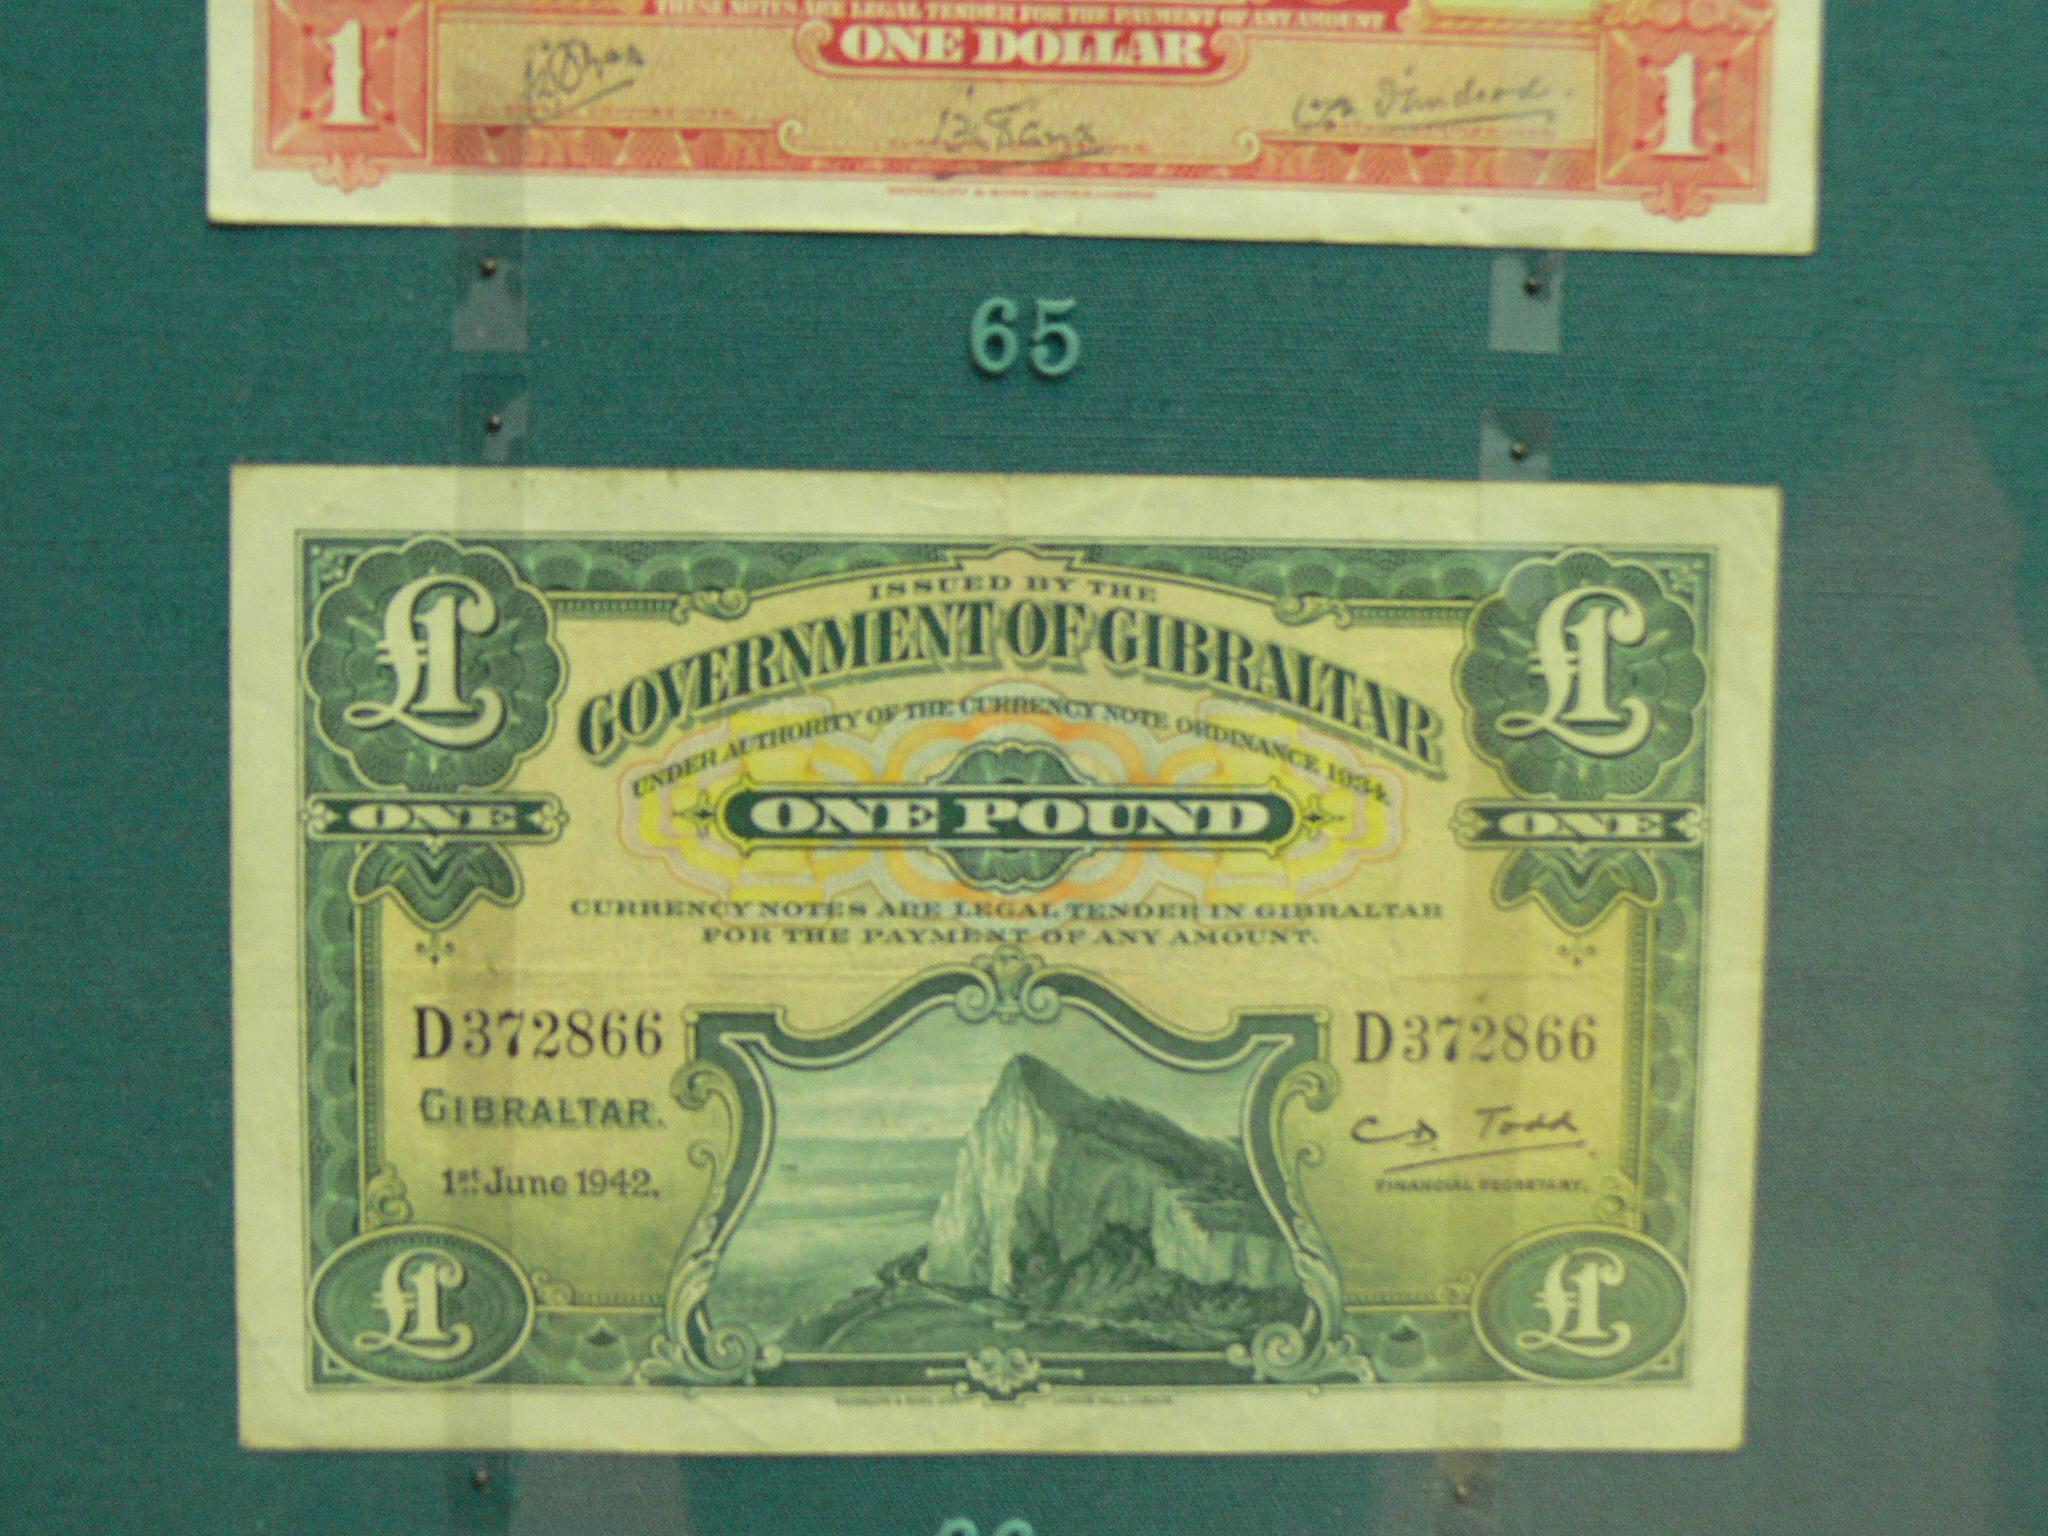 THESE NOTES ARE LEGAL TENDER FOR THE PAYMENT OF ANY AMOUNT
1 ONE DOLLAR 1
65
ISSUED BY THE
£1 GOVERNMENT OF GIBRALTAR £1
UNDER AUTHORITY OF THE CURRENCY NOTE ORDINANCE 1934.
ONE ONE POUND ONE
CURRENCY NOTES ARE LEGAL TENDER IN GIBRALTAR
FOR THE PAYMENT OF ANY AMOUNT.
D372866 D372866
GIBRALTAR. C D. Todd
1st June 1942. FINANCIAL SECRETARY.
£1 £1